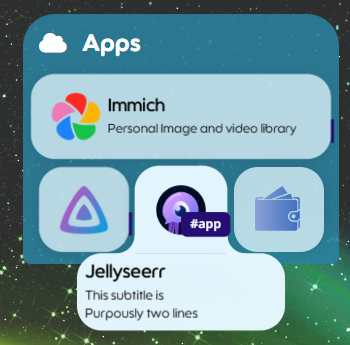 Apps
Immich
Personal Image and video library
#app
Jellyseerr
This subtitle is
Purpously two lines